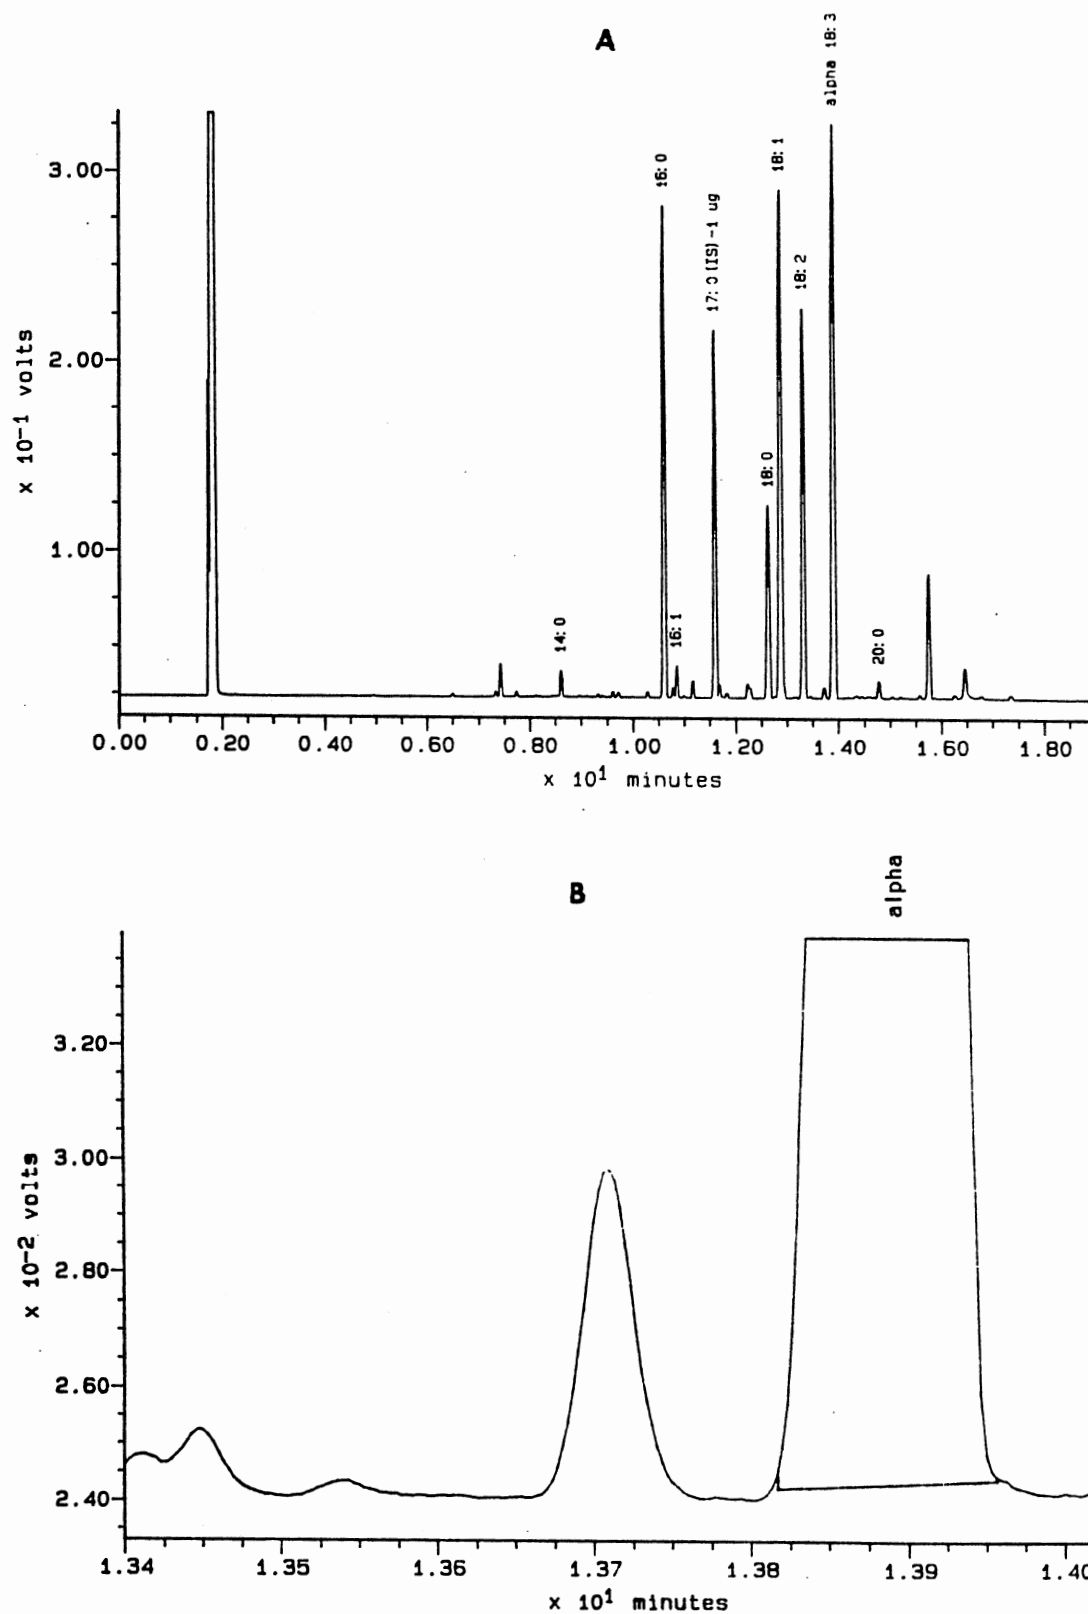 A
alpha 18:3
3.00
16:0
18:1
17:0 (IS) -1 ug
18:2
2.00
x 10-1 volts
18:0
1.00
14:0
16:1
20:0
0.00 0.20 0.40 0.60 0.80 1.00 1.20 1.40 1.60 1.80
x 10¹ minutes
B
alpha
3.20
3.00
x 10-2 volts
2.80
2.60
2.40
1.34 1.35 1.36 1.37 1.38 1.39 1.40
x 10¹ minutes